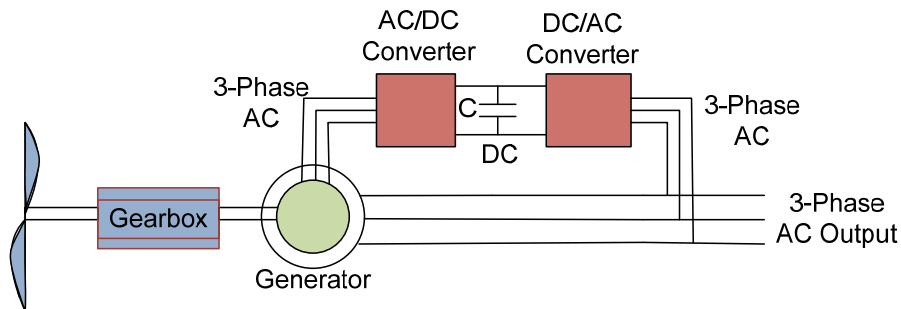 AC/DC
Converter
DC/AC
Converter
3-Phase
AC
C
DC
3-Phase
AC
Gearbox
Generator
3-Phase
AC Output